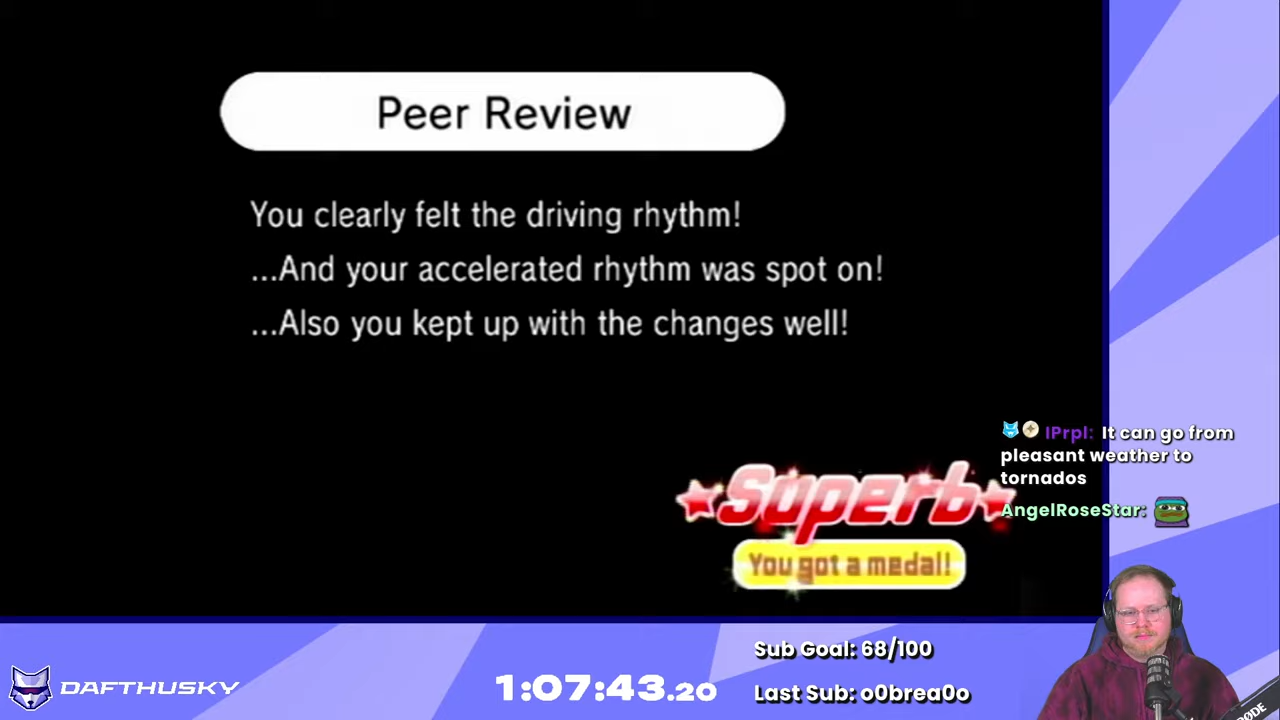 Peer Review
You clearly felt the driving rhythm!
...And your accelerated rhythm was spot on!
...Also you kept up with the changes well!
Superb
You got a medal!
lPrpl: It can go from
pleasant weather to
tornados
AngelRoseStar:
DAFTHUSKY
1:07:43.20
Sub Goal: 68/100
Last Sub: o0brea0o